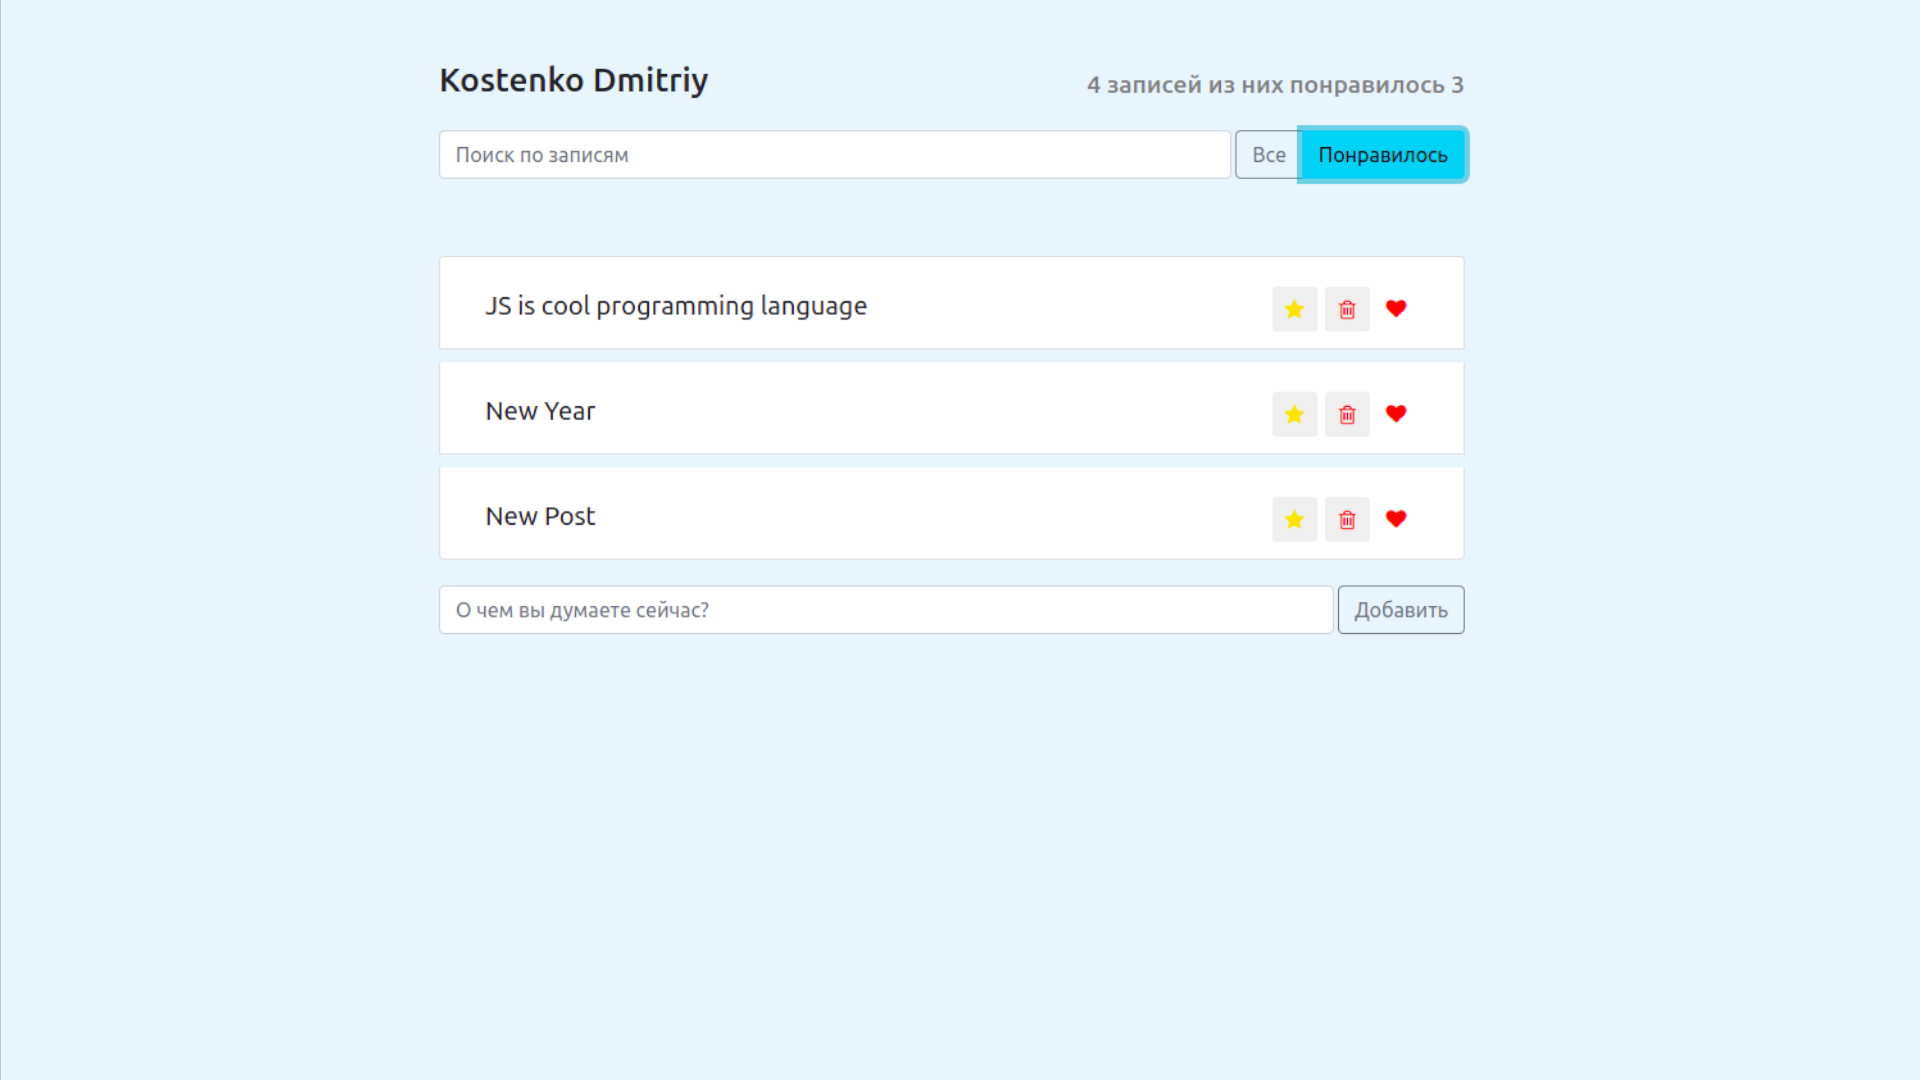 Kostenko Dmitriy
4 записей из них понравилось 3
Поиск по записям
Все
Понравилось
JS is cool programming language
New Year
New Post
О чем вы думаете сейчас?
Добавить